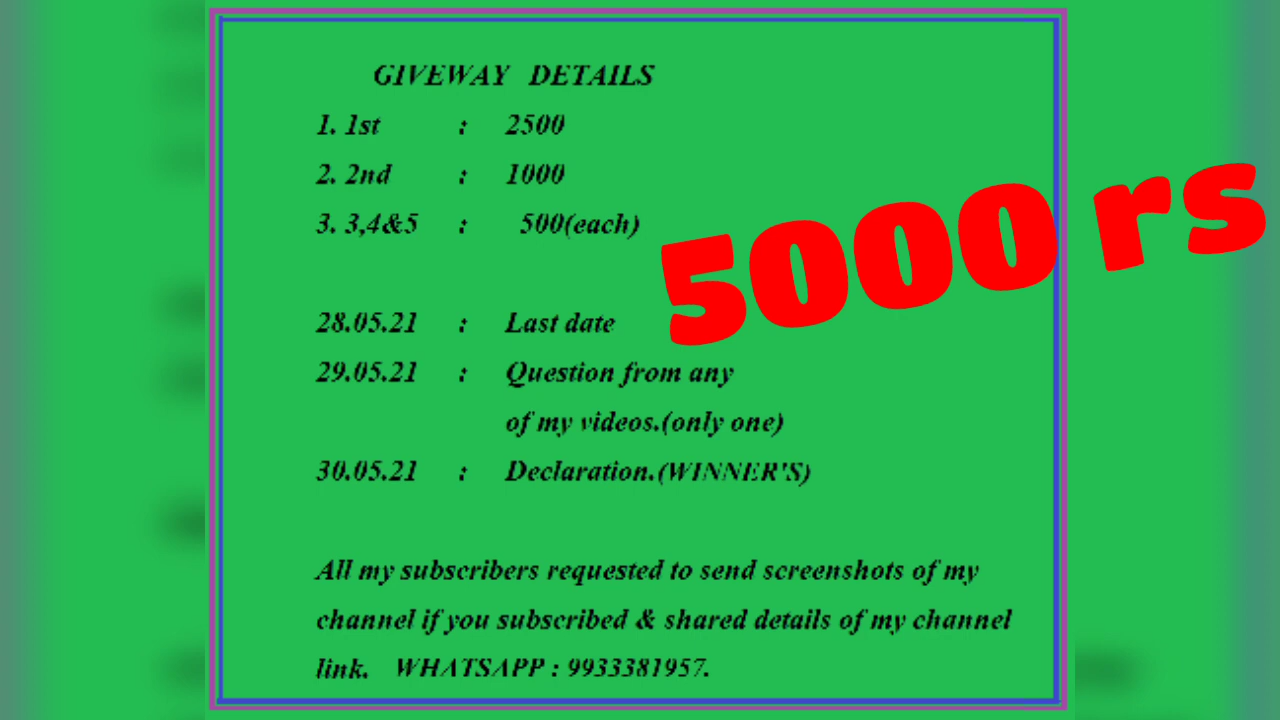 GIVEWAY DETAILS
1. 1st : 2500
2. 2nd : 1000
3. 3,4&5 : 500(each)
5000 rs
28.05.21 : Last date
29.05.21 : Question from any
of my videos.(only one)
30.05.21 : Declaration.(WINNER'S)
All my subscribers requested to send screenshots of my
channel if you subscribed & shared details of my channel
link. WHATSAPP : 9933381957.